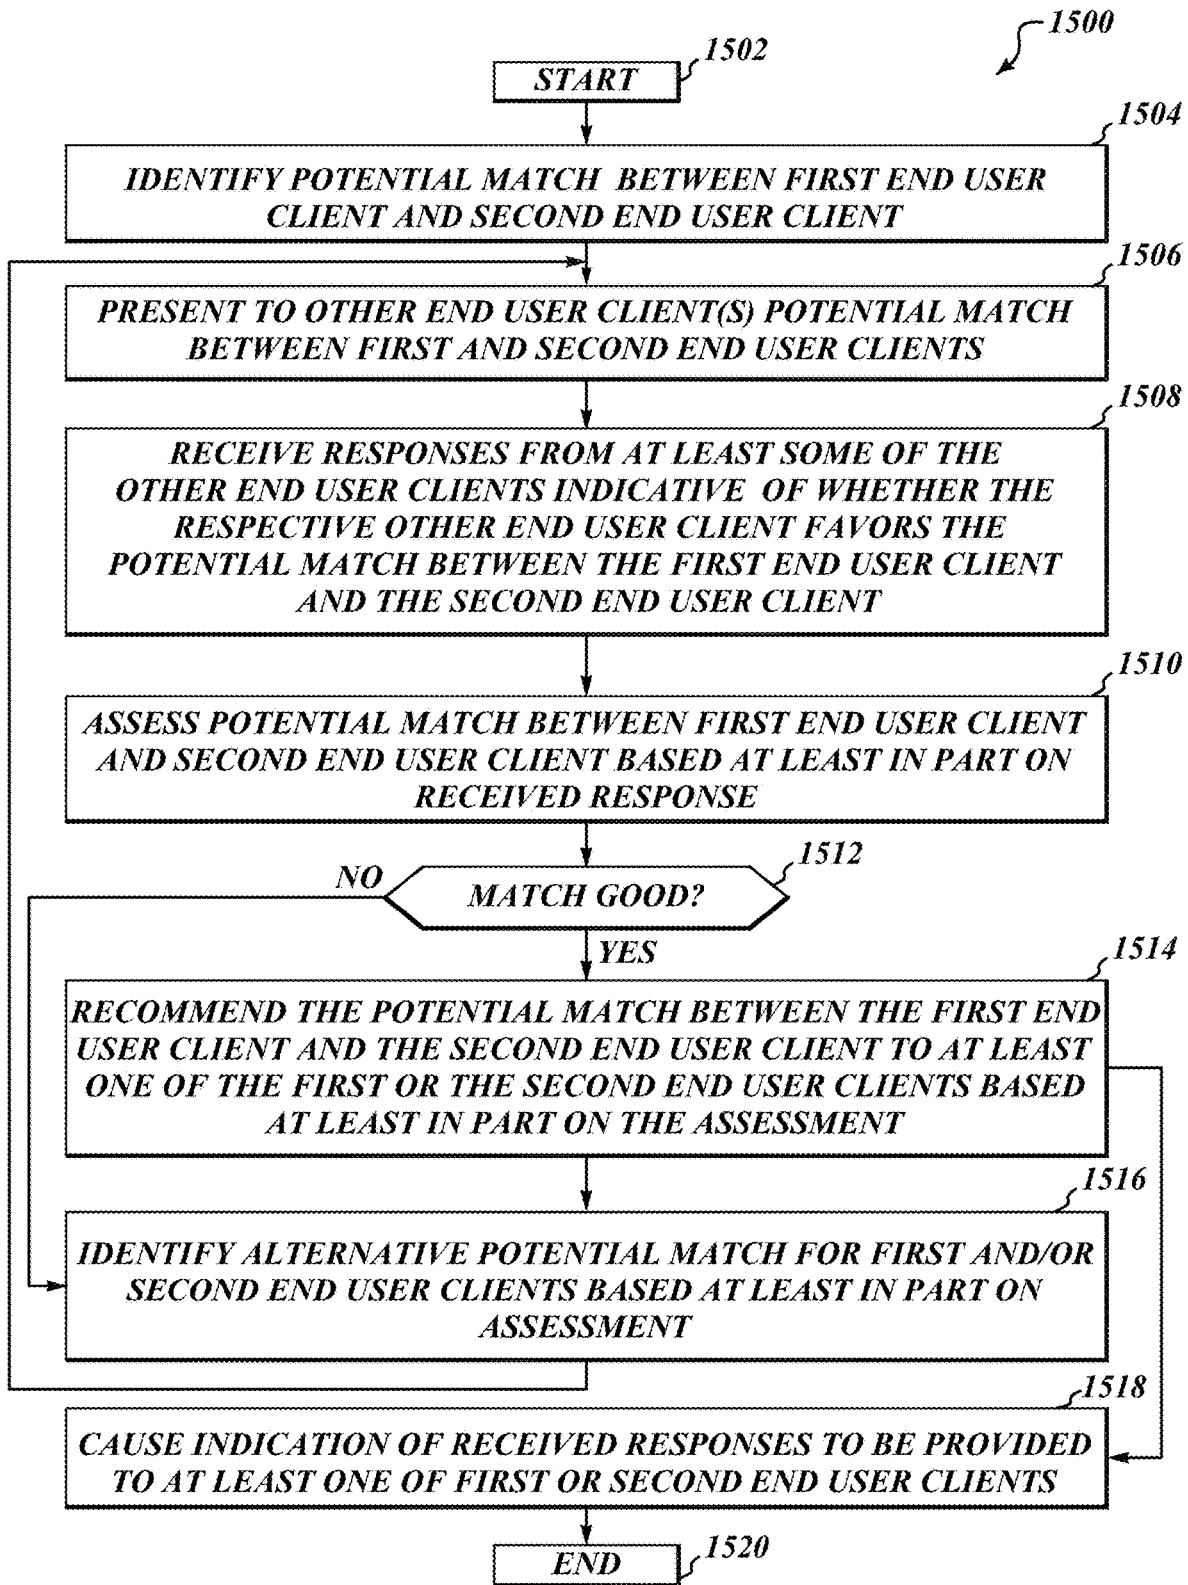 1500
1502
START
1504
IDENTIFY POTENTIAL MATCH BETWEEN FIRST END USER
CLIENT AND SECOND END USER CLIENT
1506
PRESENT TO OTHER END USER CLIENT(S) POTENTIAL MATCH
BETWEEN FIRST AND SECOND END USER CLIENTS
1508
RECEIVE RESPONSES FROM AT LEAST SOME OF THE
OTHER END USER CLIENTS INDICATIVE OF WHETHER THE
RESPECTIVE OTHER END USER CLIENT FAVORS THE
POTENTIAL MATCH BETWEEN THE FIRST END USER CLIENT
AND THE SECOND END USER CLIENT
1510
ASSESS POTENTIAL MATCH BETWEEN FIRST END USER CLIENT
AND SECOND END USER CLIENT BASED AT LEAST IN PART ON
RECEIVED RESPONSE
1512
NO
MATCH GOOD?
YES
1514
RECOMMEND THE POTENTIAL MATCH BETWEEN THE FIRST END
USER CLIENT AND THE SECOND END USER CLIENT TO AT LEAST
ONE OF THE FIRST OR THE SECOND END USER CLIENTS BASED
AT LEAST IN PART ON THE ASSESSMENT
1516
IDENTIFY ALTERNATIVE POTENTIAL MATCH FOR FIRST AND/OR
SECOND END USER CLIENTS BASED AT LEAST IN PART ON
ASSESSMENT
1518
CAUSE INDICATION OF RECEIVED RESPONSES TO BE PROVIDED
TO AT LEAST ONE OF FIRST OR SECOND END USER CLIENTS
END
1520